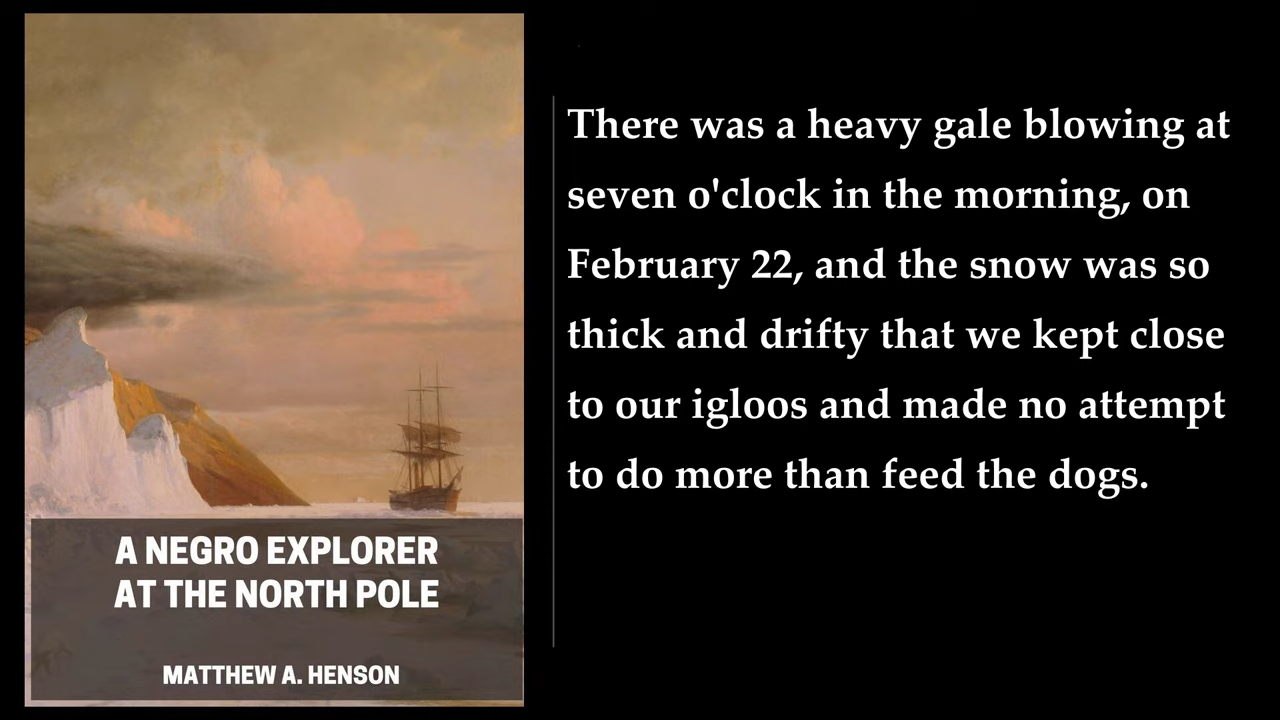 There was a heavy gale blowing at
seven o'clock in the morning, on
February 22, and the snow was so
thick and drifty that we kept close
to our igloos and made no attempt
to do more than feed the dogs.
A NEGRO EXPLORER
AT THE NORTH POLE
MATTHEW A. HENSON